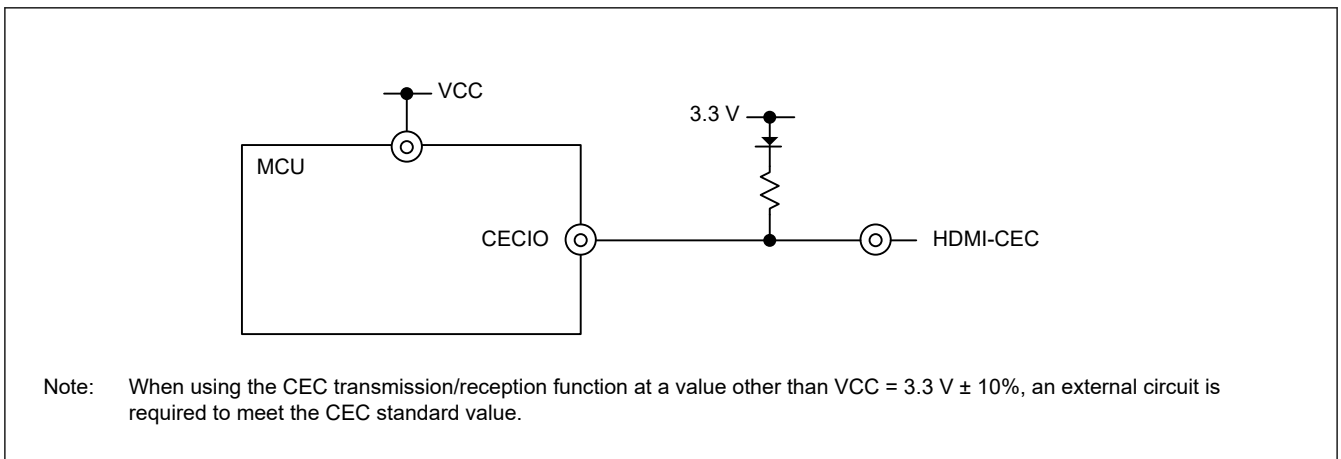 VCC
3.3 V
MCU
CECIO
HDMI-CEC
Note: When using the CEC transmission/reception function at a value other than VCC = 3.3 V ± 10%, an external circuit is
required to meet the CEC standard value.